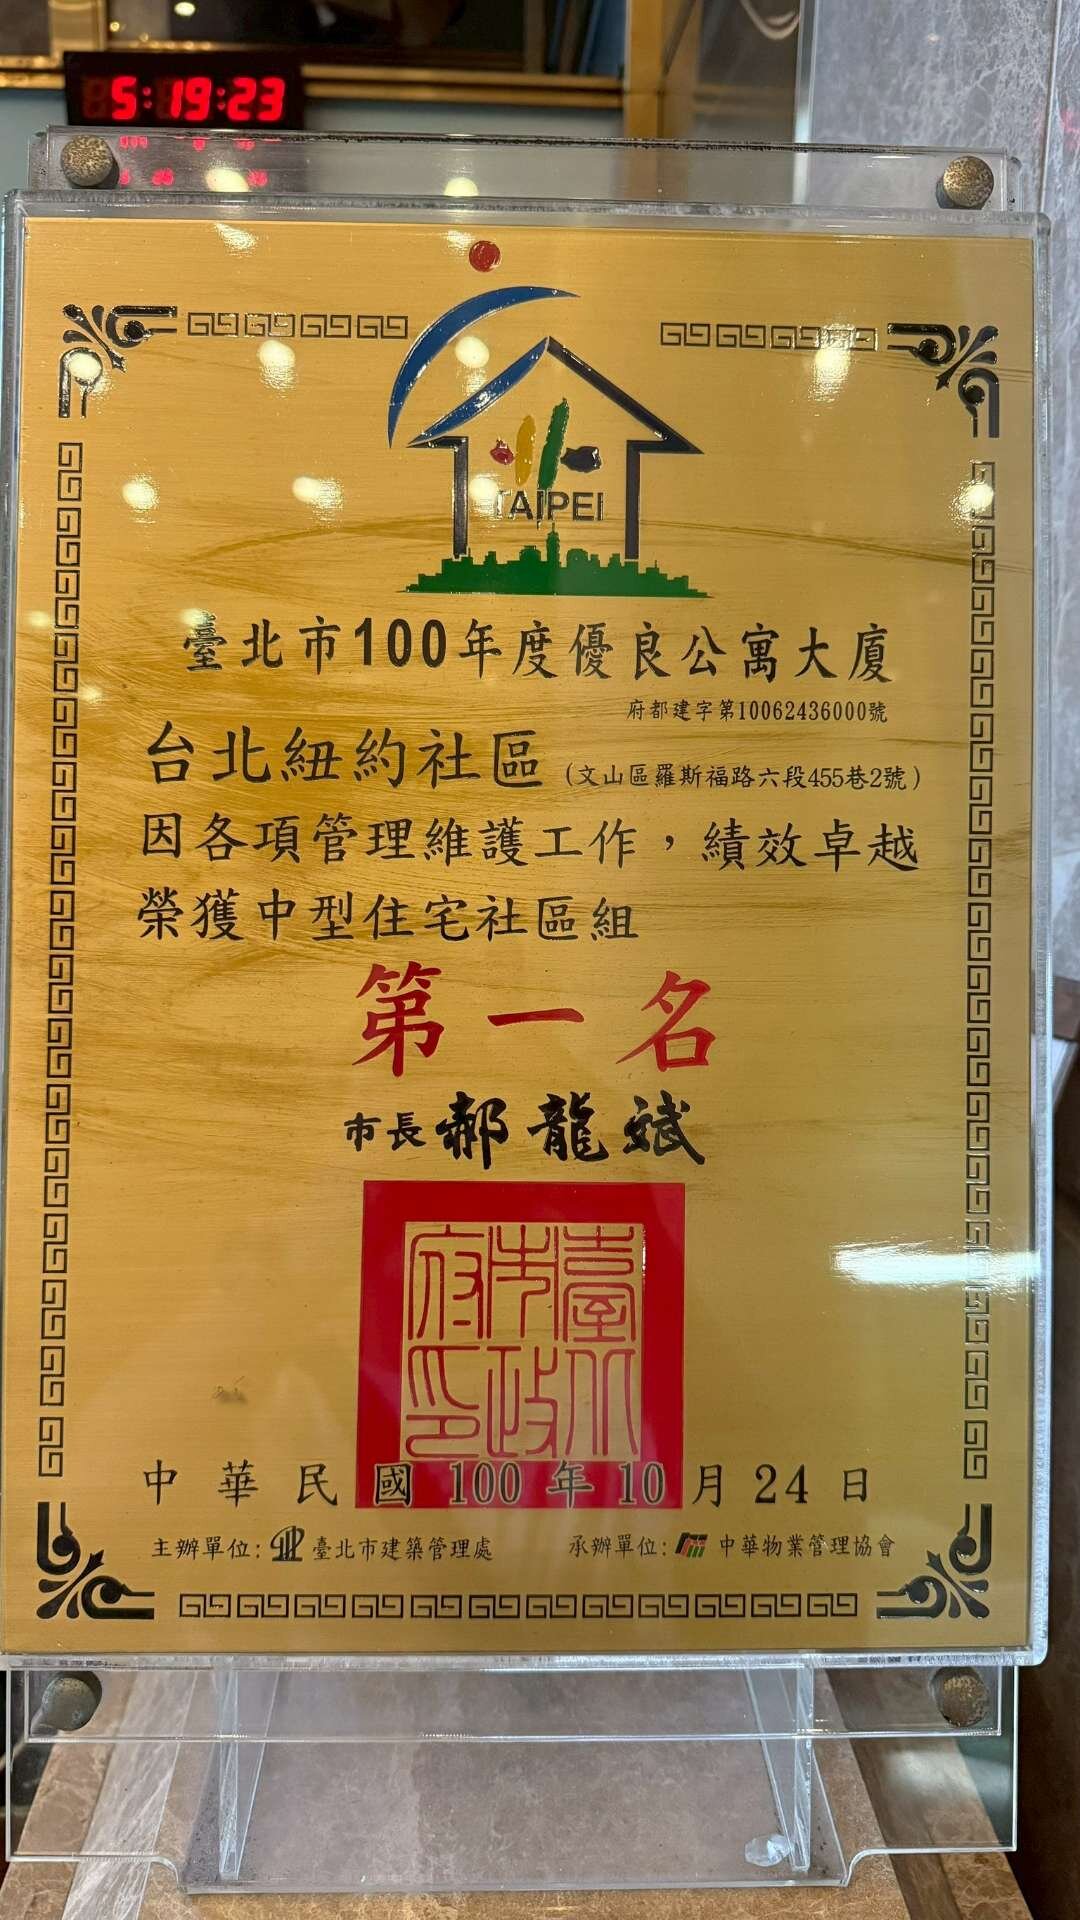 5:19:23
北
TAIPEI
臺北市100年度優良公寓大廈
府都建字第10062436000號
台北紐約社區(文山區羅斯福路六段455巷2號)
因各項管理維護工作，績效卓越
榮獲中型住宅社區組
第一名
市長郝龍斌
臺北市政府印
中華民國100年10月24日
主辦單位:臺北市建築管理處 承辦單位:中華物業管理協會